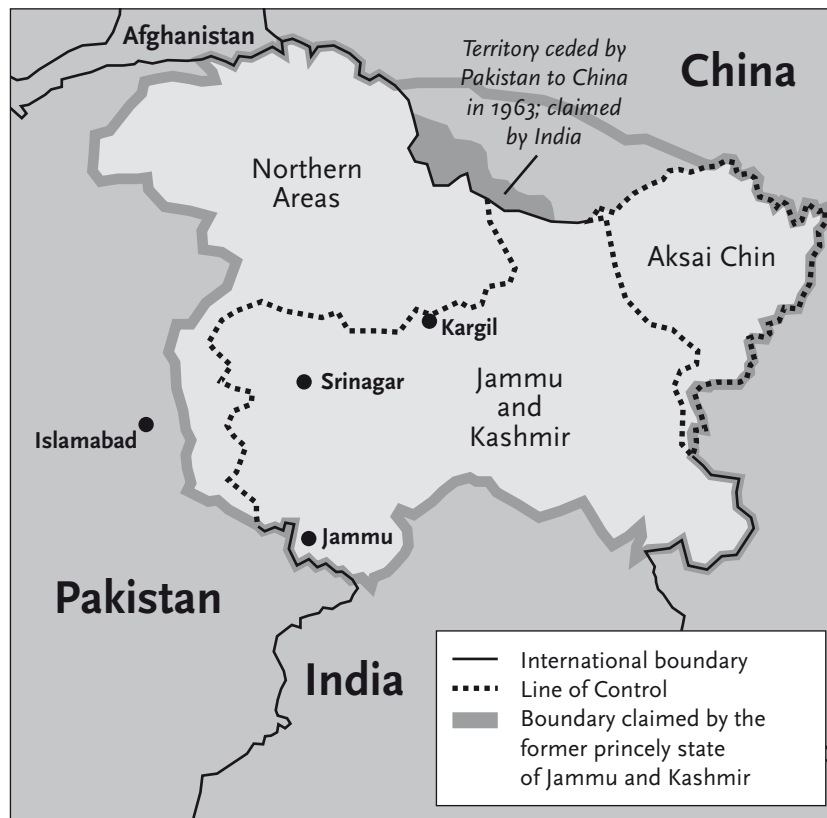 Afghanistan
Territory ceded by
Pakistan to China
in 1963; claimed
by India
China
Northern
Areas
Aksai Chin
Kargil
Srinagar
Jammu
and
Kashmir
Islamabad
Jammu
Pakistan
India
International boundary
Line of Control
Boundary claimed by the
former princely state
of Jammu and Kashmir